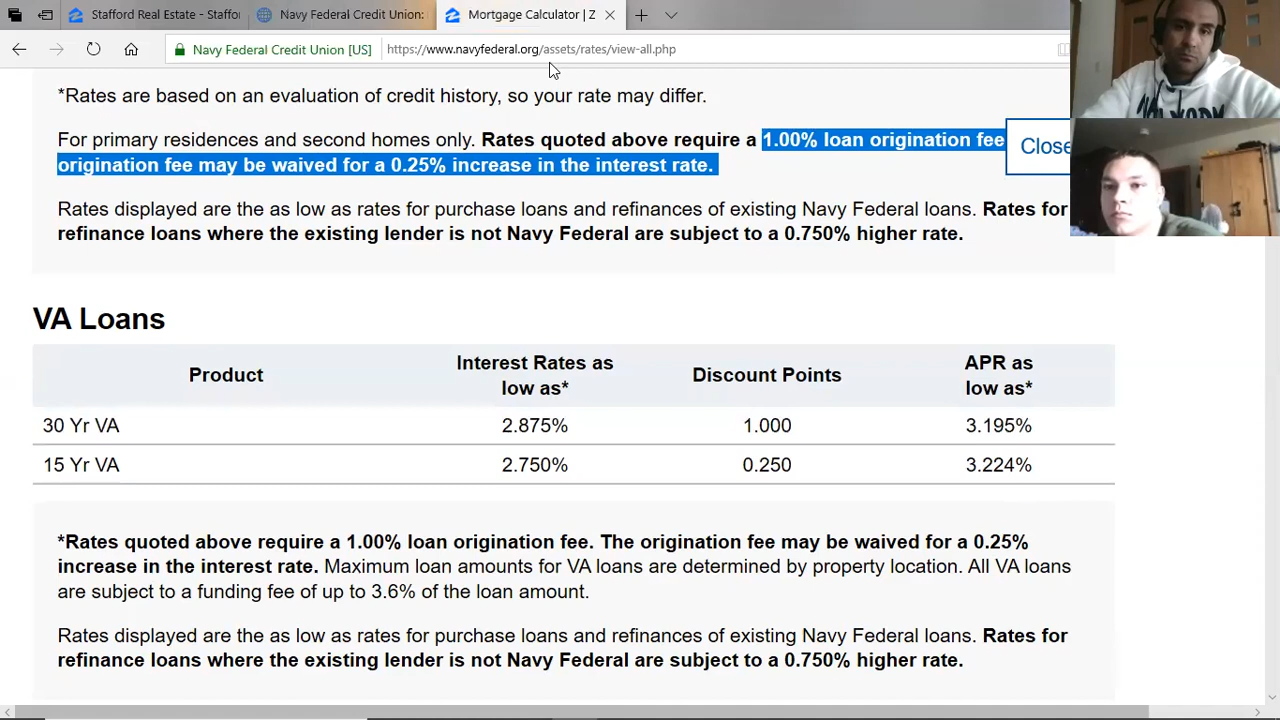 Stafford Real Estate - Staffo
Navy Federal Credit Union:
Mortgage Calculator | Z
Navy Federal Credit Union [US]
https://www.navyfederal.org/assets/rates/view-all.php
*Rates are based on an evaluation of credit history, so your rate may differ.
For primary residences and second homes only. Rates quoted above require a 1.00% loan origination fee
origination fee may be waived for a 0.25% increase in the interest rate.
Close
Rates displayed are the as low as rates for purchase loans and refinances of existing Navy Federal loans. Rates for
refinance loans where the existing lender is not Navy Federal are subject to a 0.750% higher rate.
VA Loans
Product Interest Rates as low as* Discount Points APR as low as*
30 Yr VA 2.875% 1.000 3.195%
15 Yr VA 2.750% 0.250 3.224%
*Rates quoted above require a 1.00% loan origination fee. The origination fee may be waived for a 0.25%
increase in the interest rate. Maximum loan amounts for VA loans are determined by property location. All VA loans
are subject to a funding fee of up to 3.6% of the loan amount.
Rates displayed are the as low as rates for purchase loans and refinances of existing Navy Federal loans. Rates for
refinance loans where the existing lender is not Navy Federal are subject to a 0.750% higher rate.